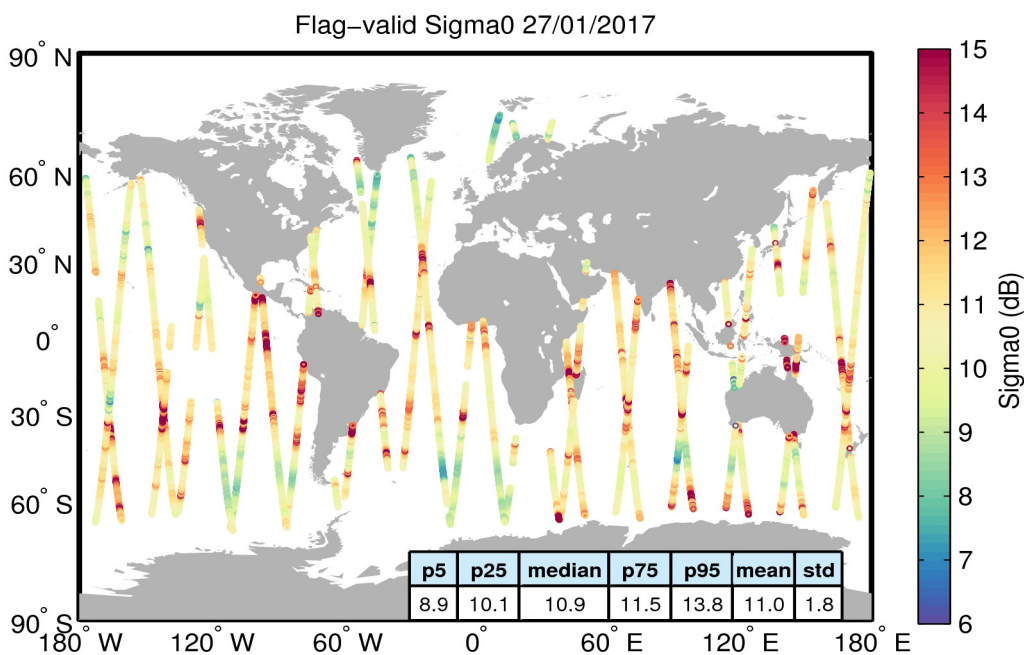 Flag−valid Sigma0 27/01/2017
90° N
60° N
30° N
0°
30° S
60° S
90° S
180° W
120° W
60° W
0°
60° E
120° E
180° E
p5 p25 median p75 p95 mean std
8.9 10.1 10.9 11.5 13.8 11.0 1.8
15
14
13
12
11
10
9
8
7
6
Sigma0 (dB)